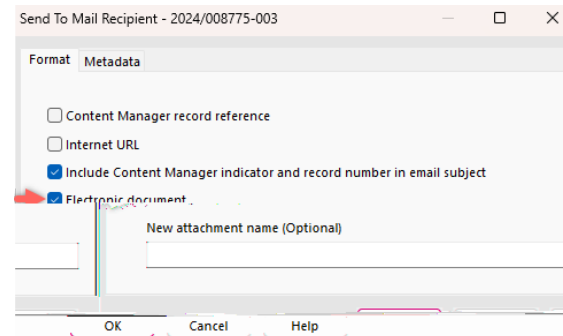 Send To Mail Recipient - 2024/008775-003
Format Metadata
Content Manager record reference
Internet URL
Include Content Manager indicator and record number in email subject
Electronic document
New attachment name (Optional)
OK Cancel Help